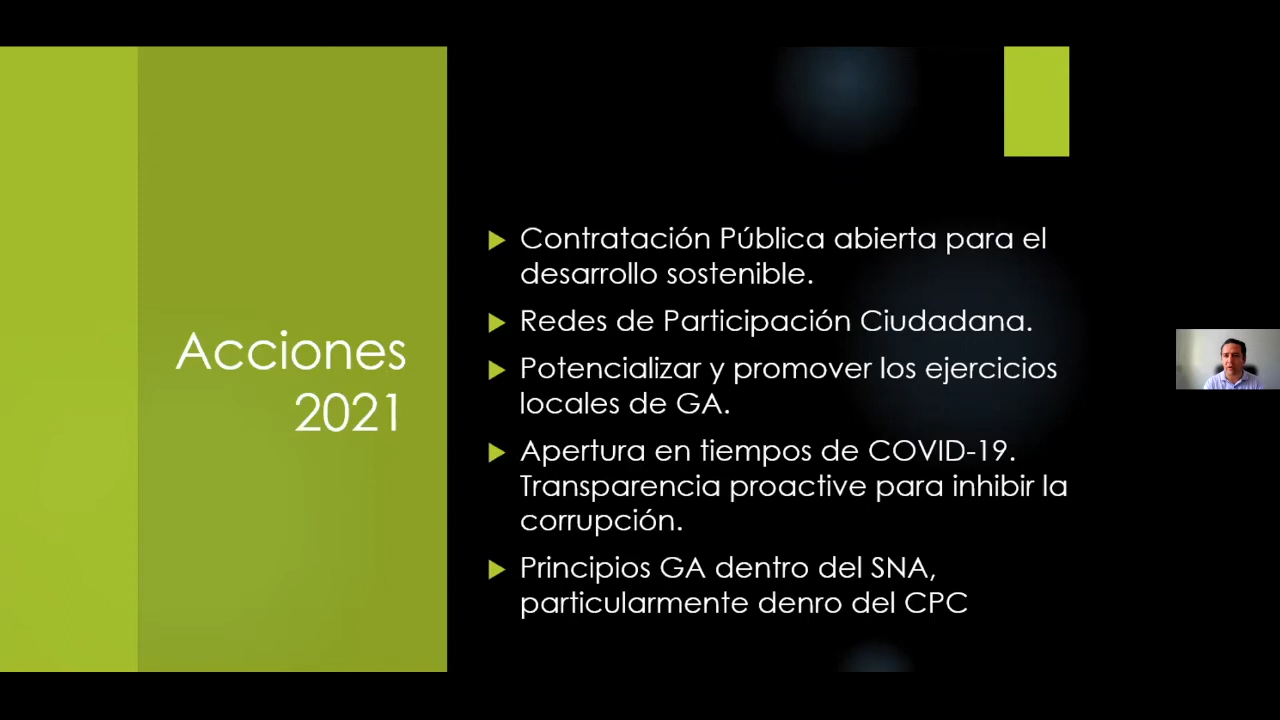 Acciones
2021
Contratación Pública abierta para el
desarrollo sostenible.
Redes de Participación Ciudadana.
Potencializar y promover los ejercicios
locales de GA.
Apertura en tiempos de COVID-19.
Transparencia proactive para inhibir la
corrupción.
Principios GA dentro del SNA,
particularmente denro del CPC